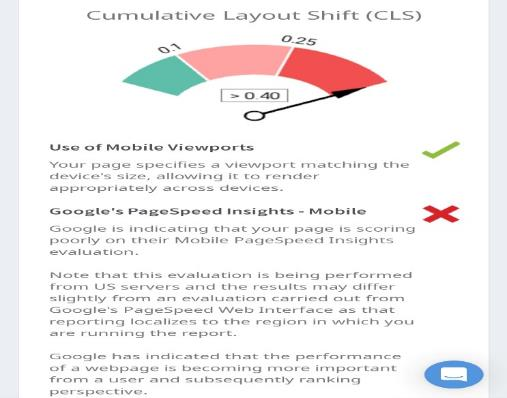 Cumulative Layout Shift (CLS)
0.1
0.25
> 0.40
Use of Mobile Viewports
Your page specifies a viewport matching the
device's size, allowing it to render
appropriately across devices.
Google's PageSpeed Insights - Mobile
Google is indicating that your page is scoring
poorly on their Mobile PageSpeed Insights
evaluation.
Note that this evaluation is being performed
from US servers and the results may differ
slightly from an evaluation carried out from
Google's PageSpeed Web Interface as that
reporting localizes to the region in which you
are running the report.
Google has indicated that the performance
of a webpage is becoming more important
from a user and subsequently ranking
perspective.